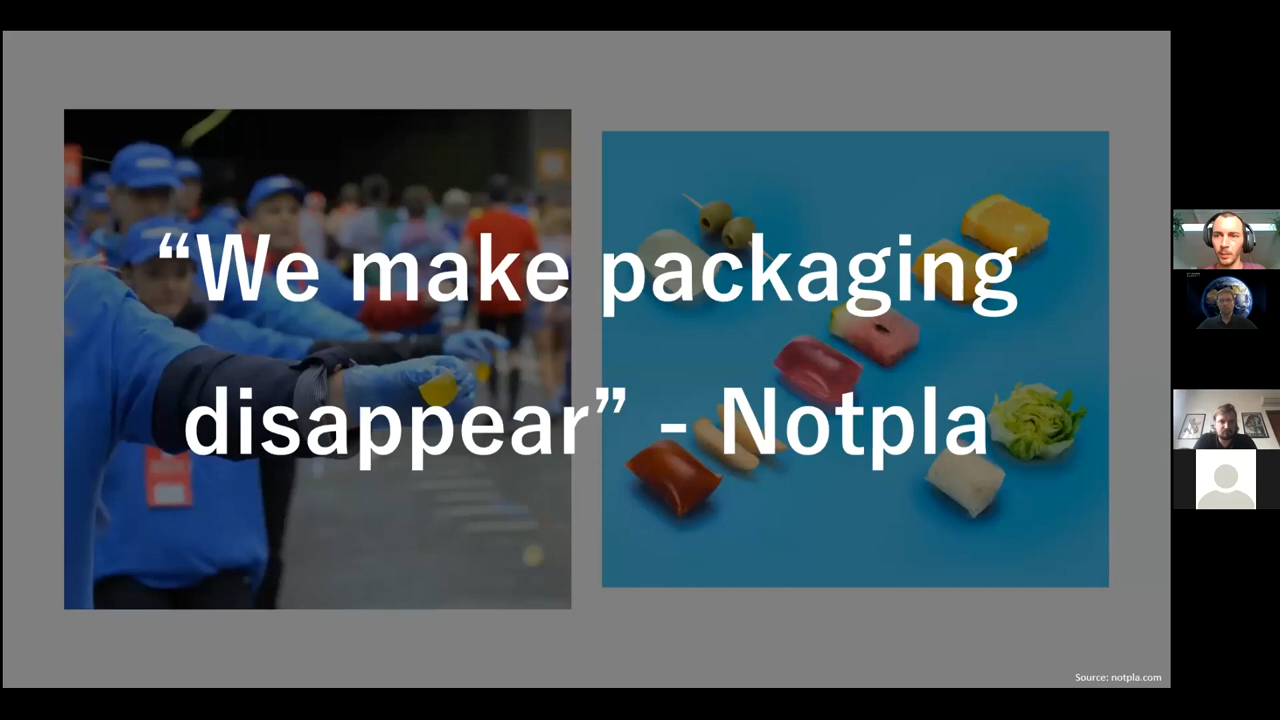 “We make packaging
disappear” - Notpla
Source: notpla.com